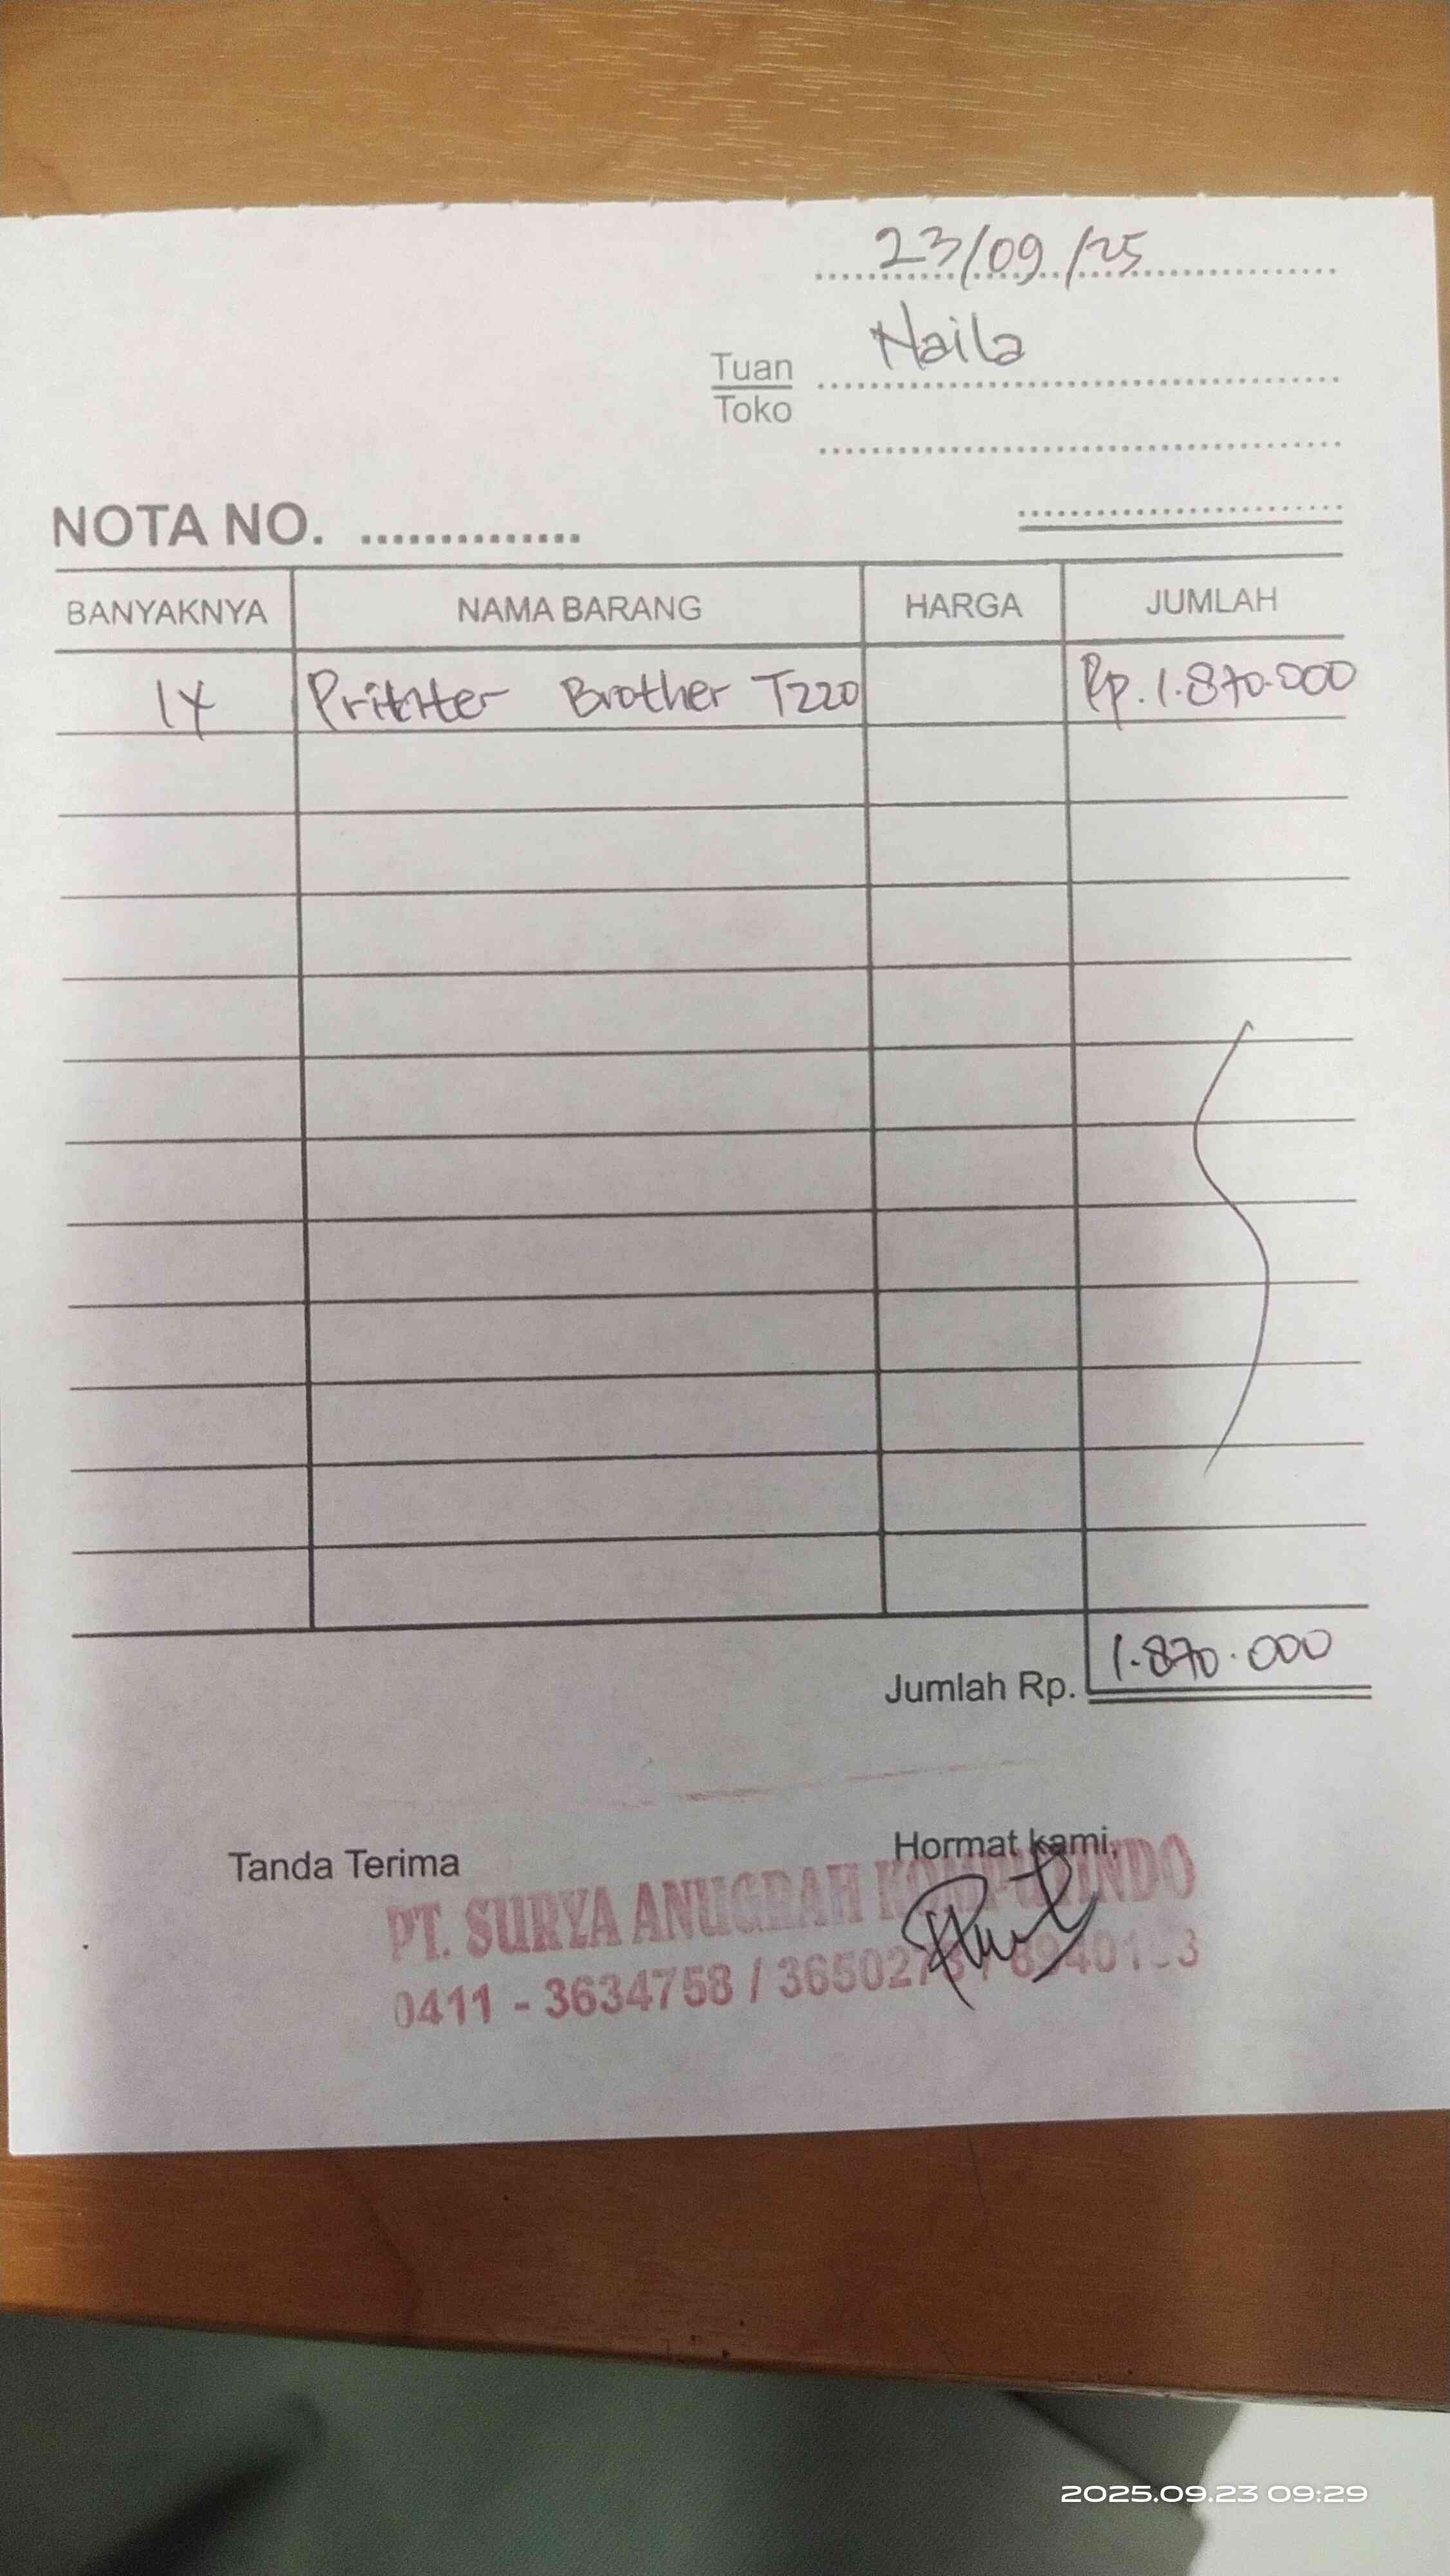 23/09/25
Naila
Tuan
Toko
NOTA NO. ..............
BANYAKNYA NAMA BARANG HARGA JUMLAH
1x Printer Brother T220 Rp. 1.870.000
Jumlah Rp. 1.870.000
Tanda Terima Hormat kami,
PT. SURYA ANUGRAH
0411 - 3634758 /
2025.09.23 09:29